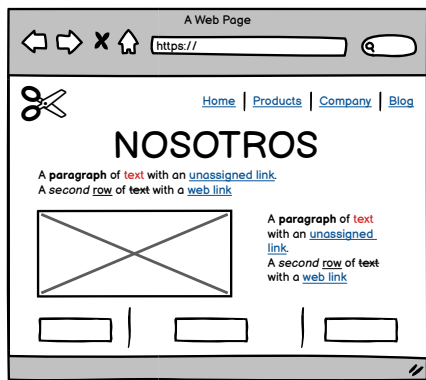 A Web Page
https://
Home Products Company Blog
NOSOTROS
A paragraph of text with an unassigned link.
A second row of text with a web link
A paragraph of text
with an unassigned
link.
A second row of text
with a web link